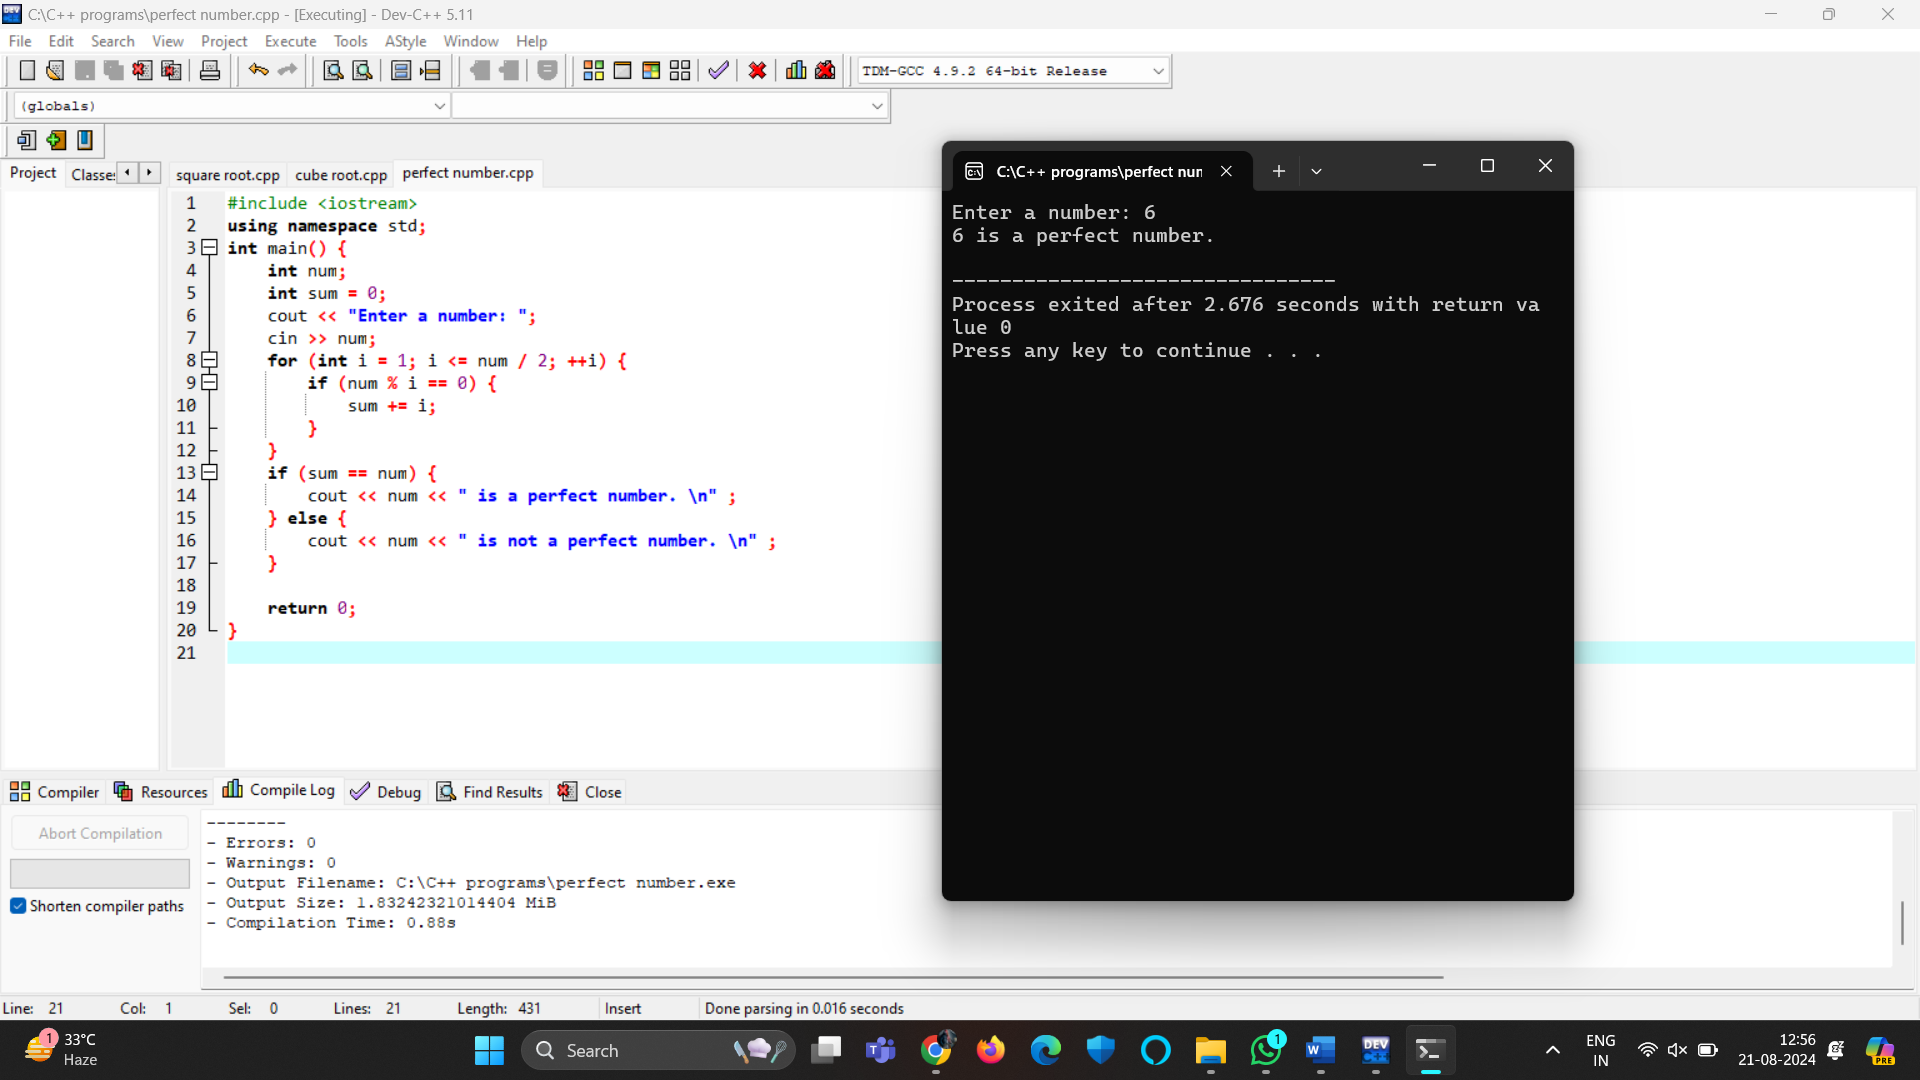 C:\C++ programs\perfect number.cpp - [Executing] - Dev-C++ 5.11
File Edit Search View Project Execute Tools AStyle Window Help
TDM-GCC 4.9.2 64-bit Release
(globals)
Project Classes
square root.cpp cube root.cpp perfect number.cpp
1 #include <iostream>
2 using namespace std;
3 int main() {
4 int num;
5 int sum = 0;
6 cout << "Enter a number: ";
7 cin >> num;
8 for (int i = 1; i <= num / 2; ++i) {
9 if (num % i == 0) {
10 sum += i;
11 }
12 }
13 if (sum == num) {
14 cout << num << " is a perfect number. \n" ;
15 } else {
16 cout << num << " is not a perfect number. \n" ;
17 }
18
19 return 0;
20 }
21
C:\C++ programs\perfect nun
Enter a number: 6
6 is a perfect number.
--------------------------------
Process exited after 2.676 seconds with return va
lue 0
Press any key to continue . . .
Compiler Resources Compile Log Debug Find Results Close
Abort Compilation
Shorten compiler paths
--------
- Errors: 0
- Warnings: 0
- Output Filename: C:\C++ programs\perfect number.exe
- Output Size: 1.83242321014404 MiB
- Compilation Time: 0.88s
Line: 21 Col: 1 Sel: 0 Lines: 21 Length: 431 Insert Done parsing in 0.016 seconds
1
33°C
Haze
Search
1
DEV
ENG
IN
12:56
21-08-2024
PRE